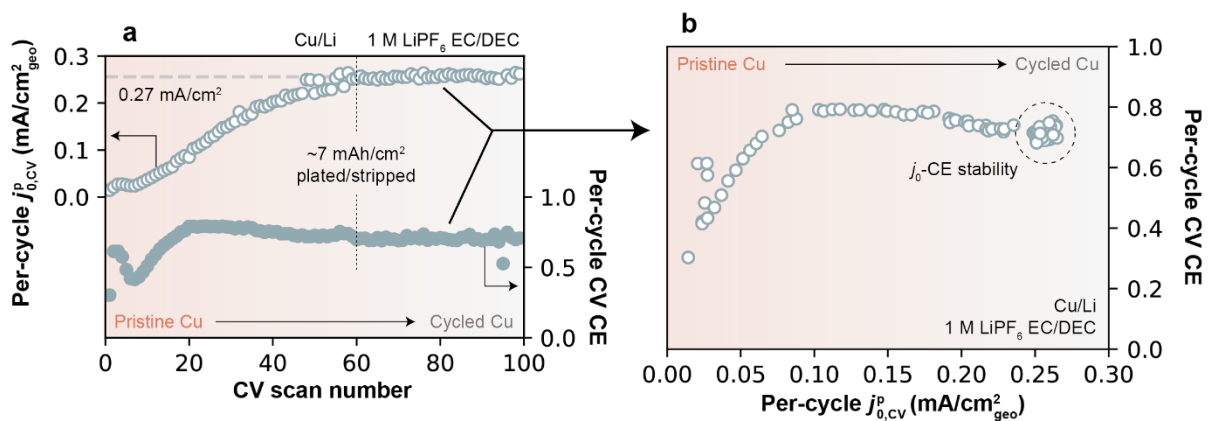 a
Cu/Li
1 M LiPF₆ EC/DEC
Per-cycle jᵖ₀,CV (mA/cm²geo)
0.3
0.2
0.1
0.0
0.27 mA/cm²
~7 mAh/cm²
plated/stripped
Per-cycle CV CE
1.0
0.5
0.0
Pristine Cu
Cycled Cu
0 20 40 60 80 100
CV scan number
b
Pristine Cu
Cycled Cu
j₀-CE stability
Cu/Li
1 M LiPF₆ EC/DEC
Per-cycle CV CE
1.0
0.8
0.6
0.4
0.2
0.0
0.00 0.05 0.10 0.15 0.20 0.25 0.30
Per-cycle jᵖ₀,CV (mA/cm²geo)